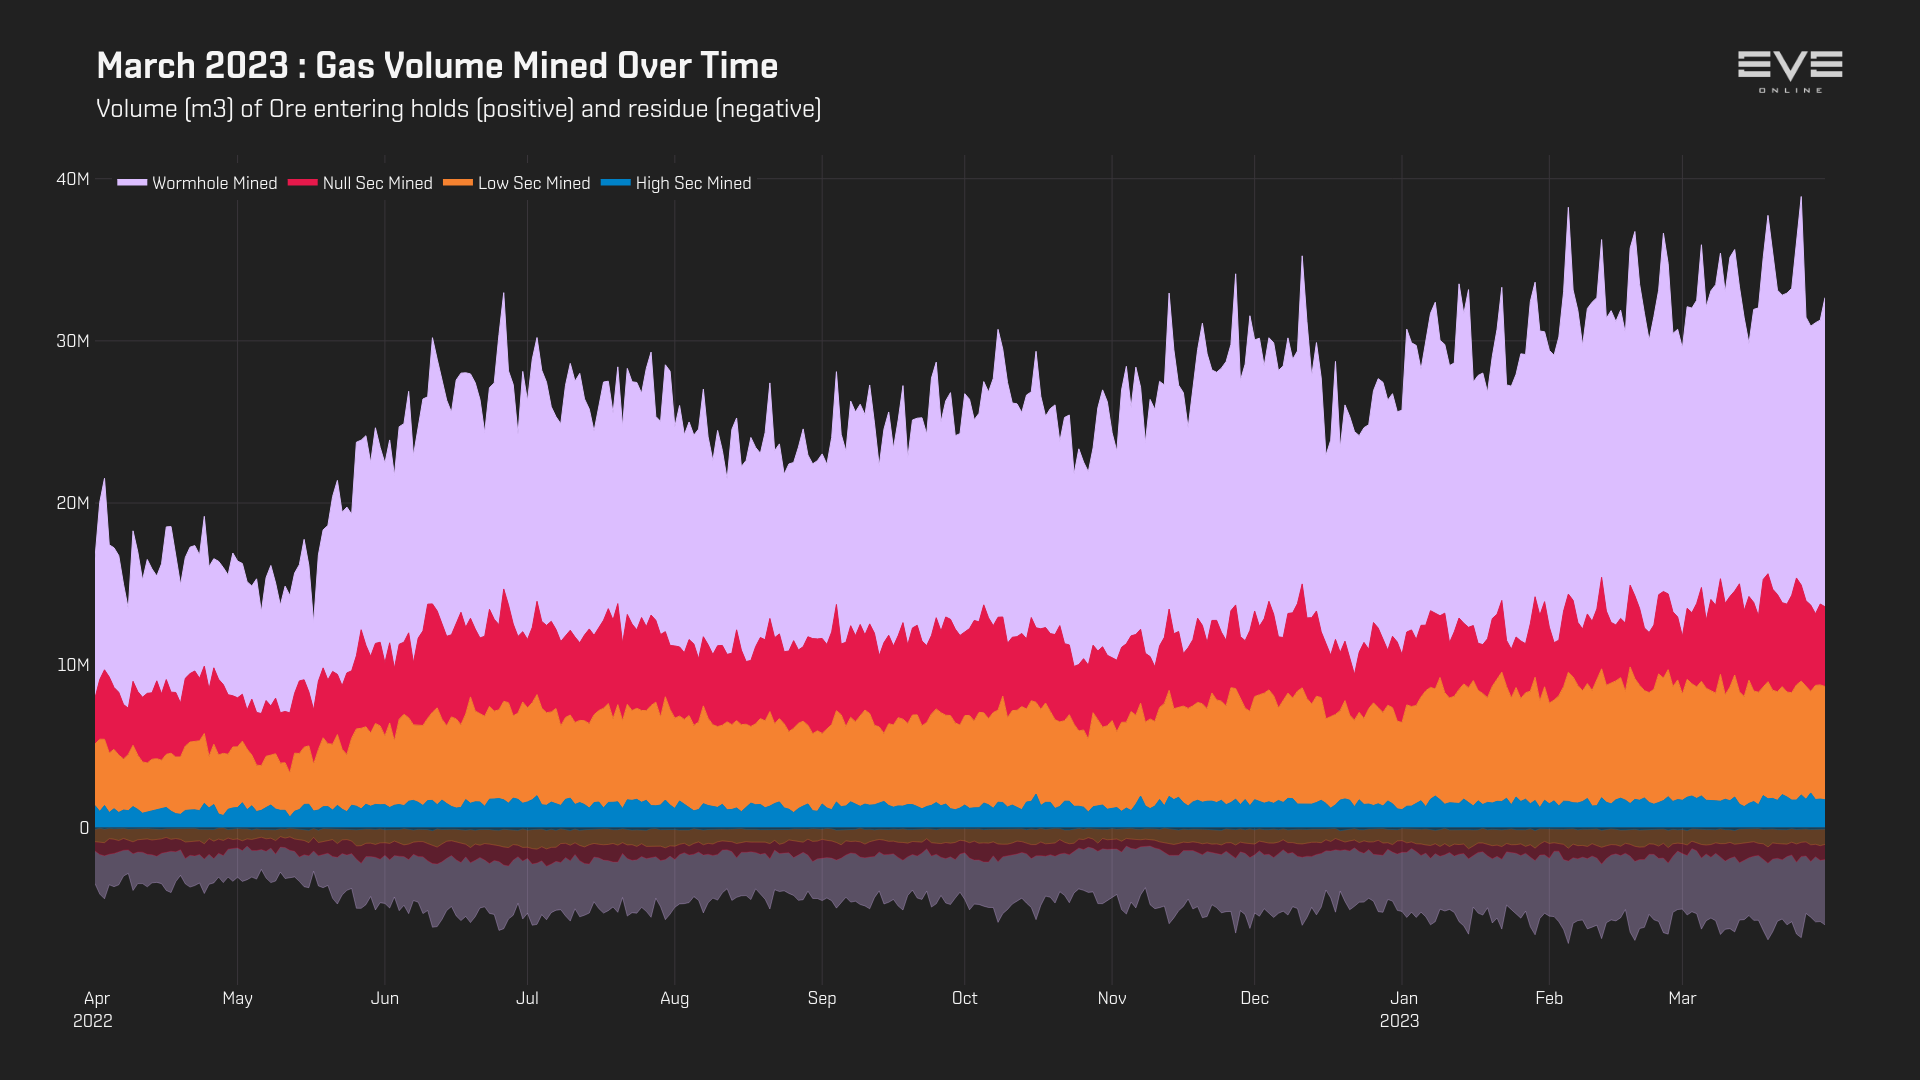 March 2023 : Gas Volume Mined Over Time
Volume (m3) of Ore entering holds (positive) and residue (negative)
EVE
ONLINE
Wormhole Mined Null Sec Mined Low Sec Mined High Sec Mined
40M
30M
20M
10M
0
Apr May Jun Jul Aug Sep Oct Nov Dec Jan Feb Mar
2022 2023